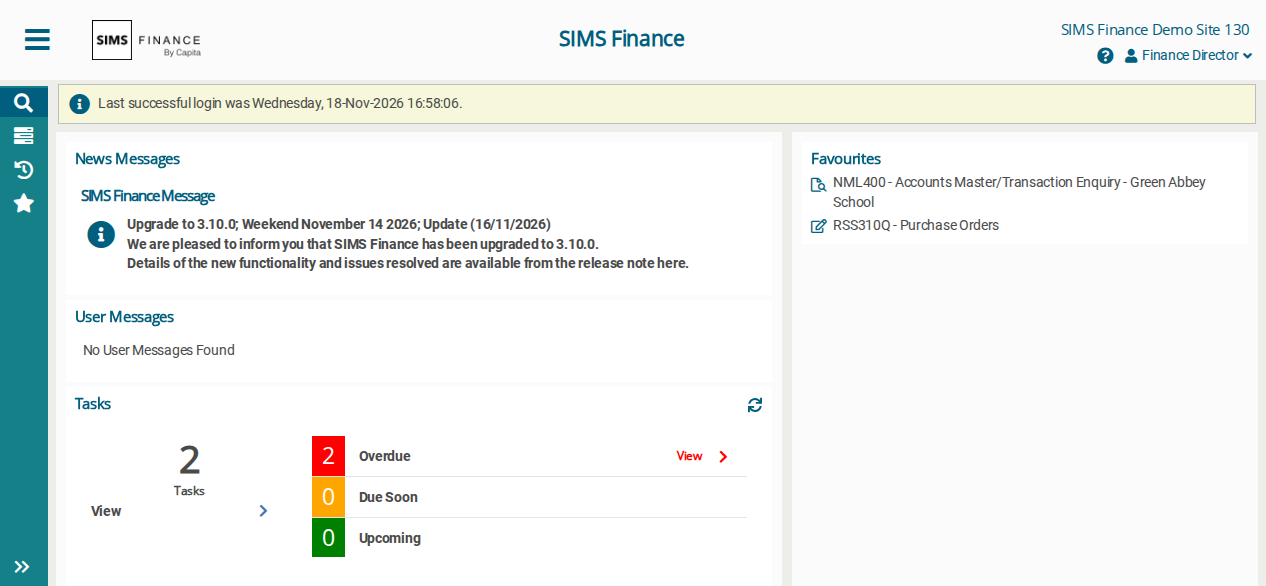 SIMS FINANCE
By Capita
SIMS Finance
SIMS Finance Demo Site 130
Finance Director
Last successful login was Wednesday, 18-Nov-2026 16:58:06.
News Messages
SIMS Finance Message
Upgrade to 3.10.0; Weekend November 14 2026; Update (16/11/2026)
We are pleased to inform you that SIMS Finance has been upgraded to 3.10.0.
Details of the new functionality and issues resolved are available from the release note here.
User Messages
No User Messages Found
Tasks
2
Tasks
View
2 Overdue View
0 Due Soon
0 Upcoming
Favourites
NML400 - Accounts Master/Transaction Enquiry - Green Abbey
School
RSS310Q - Purchase Orders